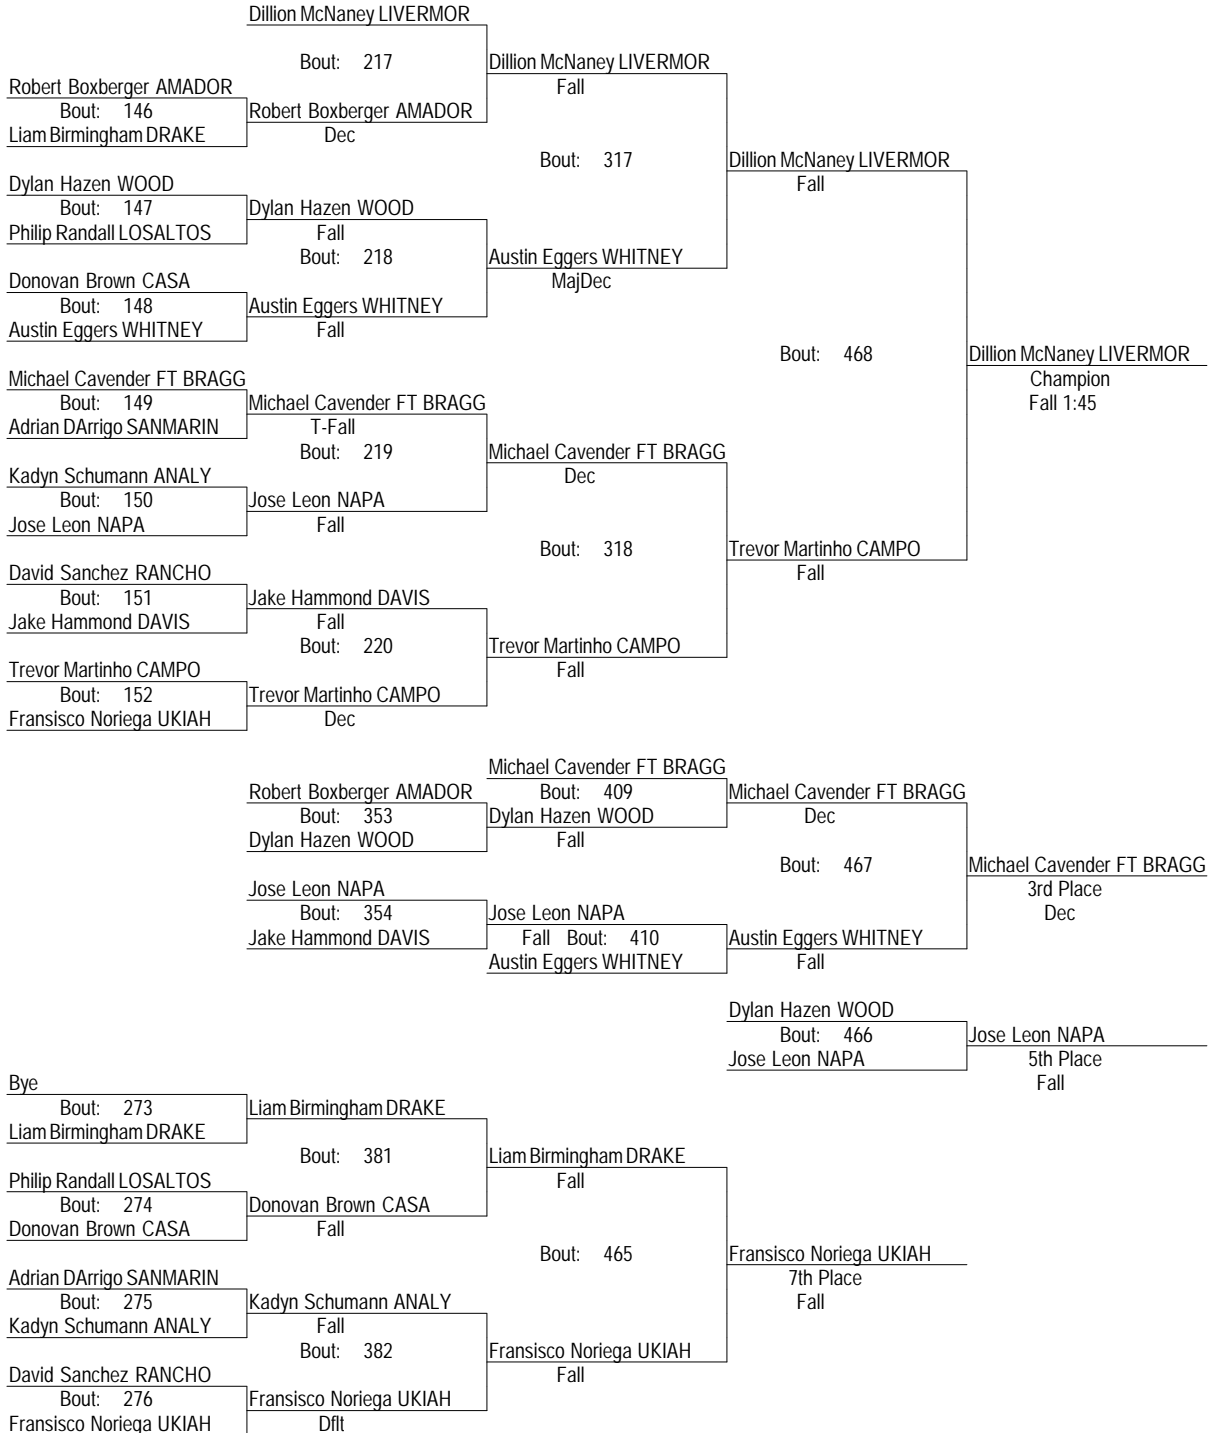 Dillion McNaney LIVERMOR
Bout: 217 Dillion McNaney LIVERMOR
Robert Boxberger AMADOR Fall
Bout: 146 Robert Boxberger AMADOR
Liam Birmingham DRAKE Dec
Bout: 317 Dillion McNaney LIVERMOR
Dylan Hazen WOOD Fall
Bout: 147 Dylan Hazen WOOD
Philip Randall LOSALTOS Fall
Bout: 218 Austin Eggers WHITNEY
Donovan Brown CASA MajDec
Bout: 148 Austin Eggers WHITNEY
Austin Eggers WHITNEY Fall
Bout: 468 Dillion McNaney LIVERMOR
Michael Cavender FT BRAGG Champion
Bout: 149 Michael Cavender FT BRAGG Fall 1:45
Adrian DArrigo SANMARIN T-Fall
Bout: 219 Michael Cavender FT BRAGG
Kadyn Schumann ANALY Dec
Bout: 150 Jose Leon NAPA
Jose Leon NAPA Fall
Bout: 318 Trevor Martinho CAMPO
David Sanchez RANCHO Fall
Bout: 151 Jake Hammond DAVIS
Jake Hammond DAVIS Fall
Bout: 220 Trevor Martinho CAMPO
Trevor Martinho CAMPO Fall
Bout: 152 Trevor Martinho CAMPO
Fransisco Noriega UKIAH Dec
Michael Cavender FT BRAGG
Robert Boxberger AMADOR Bout: 409 Michael Cavender FT BRAGG
Bout: 353 Dylan Hazen WOOD Dec
Dylan Hazen WOOD Fall
Bout: 467 Michael Cavender FT BRAGG
Jose Leon NAPA 3rd Place
Bout: 354 Jose Leon NAPA Dec
Jake Hammond DAVIS Fall Bout: 410 Austin Eggers WHITNEY
Austin Eggers WHITNEY Fall
Dylan Hazen WOOD
Bout: 466 Jose Leon NAPA
Jose Leon NAPA 5th Place
Bye Fall
Bout: 273 Liam Birmingham DRAKE
Liam Birmingham DRAKE
Bout: 381 Liam Birmingham DRAKE
Philip Randall LOSALTOS Fall
Bout: 274 Donovan Brown CASA
Donovan Brown CASA Fall
Bout: 465 Fransisco Noriega UKIAH
Adrian DArrigo SANMARIN 7th Place
Bout: 275 Kadyn Schumann ANALY Fall
Kadyn Schumann ANALY Fall
Bout: 382 Fransisco Noriega UKIAH
David Sanchez RANCHO Fall
Bout: 276 Fransisco Noriega UKIAH
Fransisco Noriega UKIAH Dflt